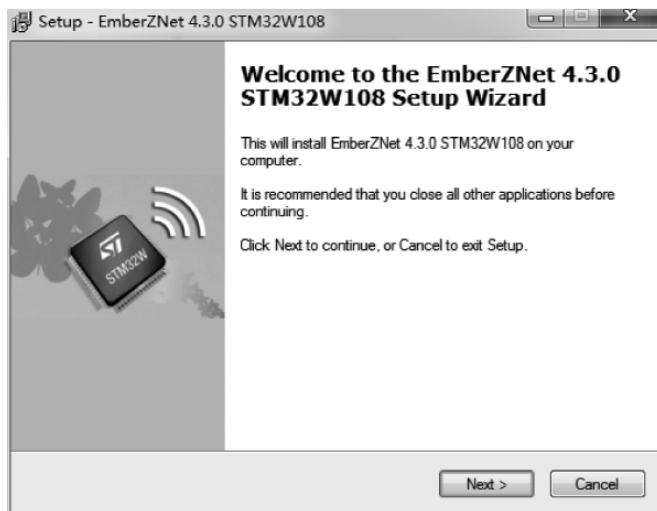 Setup - EmberZNet 4.3.0 STM32W108
Welcome to the EmberZNet 4.3.0
STM32W108 Setup Wizard
This will install EmberZNet 4.3.0 STM32W108 on your
computer.
It is recommended that you close all other applications before
continuing.
Click Next to continue, or Cancel to exit Setup.
ST
STM32W
Next >
Cancel